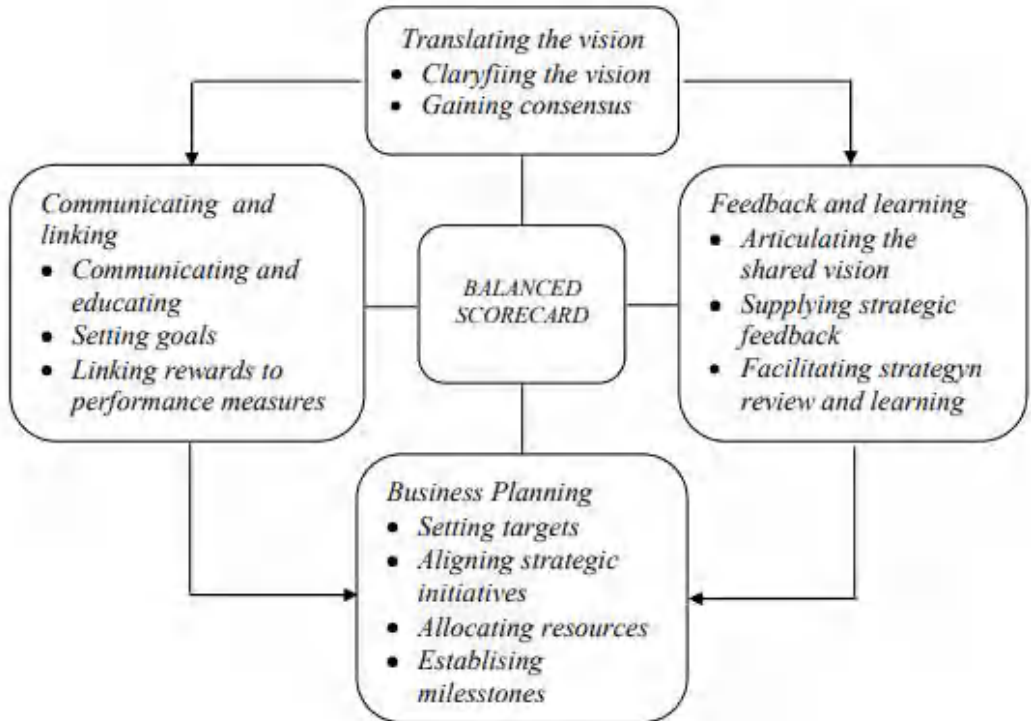 Translating the vision
• Claryfiing the vision
• Gaining consensus
Communicating and
linking
• Communicating and
educating
• Setting goals
• Linking rewards to
performance measures
BALANCED
SCORECARD
Feedback and learning
• Articulating the
shared vision
• Supplying strategic
feedback
• Facilitating strategyn
review and learning
Business Planning
• Setting targets
• Aligning strategic
initiatives
• Allocating resources
• Establising
milesstones